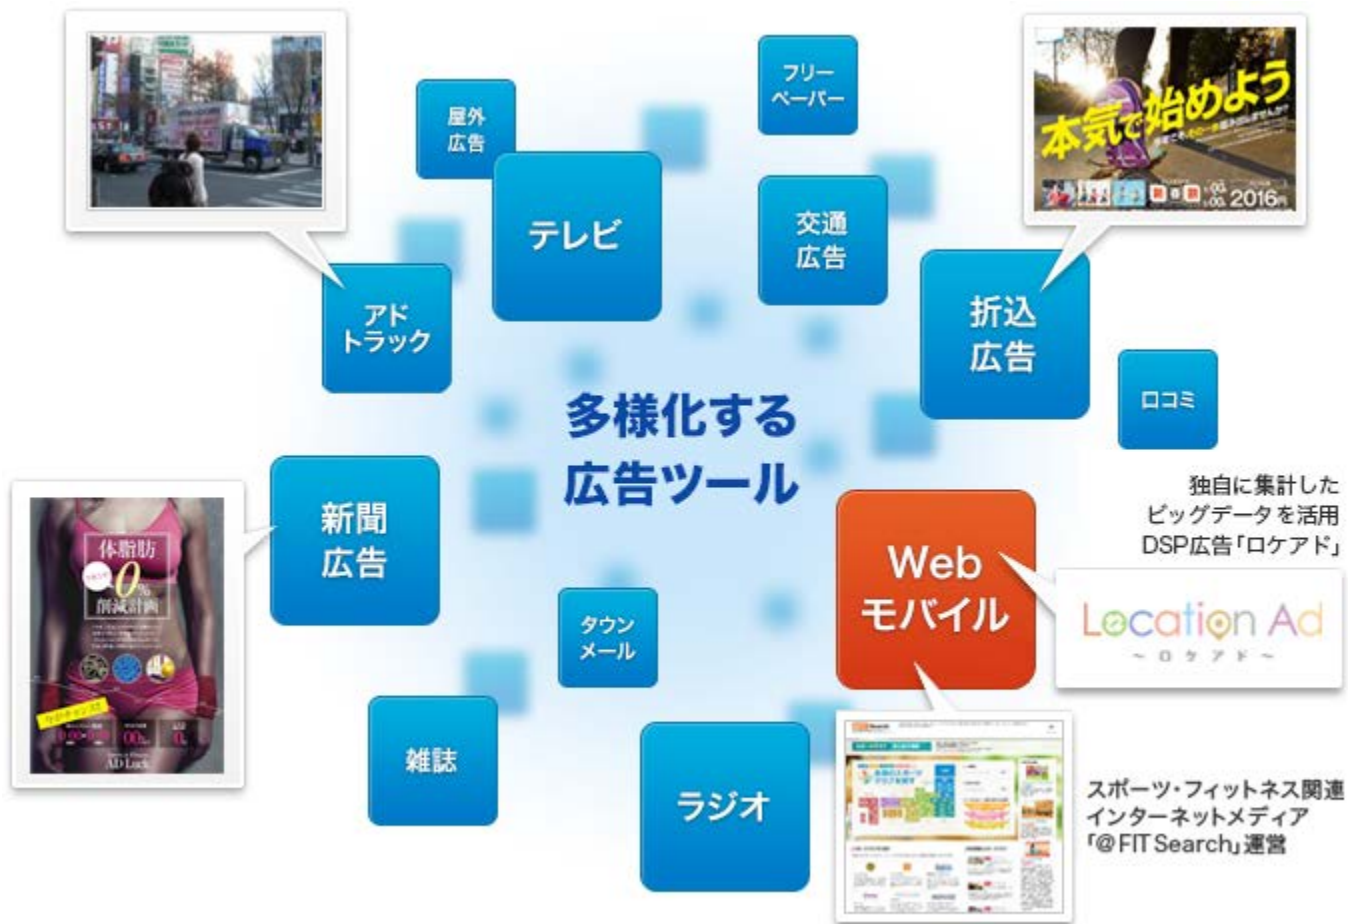 フリー
ペーパー
屋外
広告
テレビ
交通
広告
本気で始めよう
2016円
アド
トラック
折込
広告
口コミ
多様化する
広告ツール
新聞
広告
体脂肪
0%
削減計画
AD Luck
独自に集計した
ビッグデータを活用
DSP広告「ロケアド」
Web
モバイル
Location Ad
~ロケアド~
タウン
メール
雑誌
ラジオ
スポーツ・フィットネス関連
インターネットメディア
「@FIT Search」運営